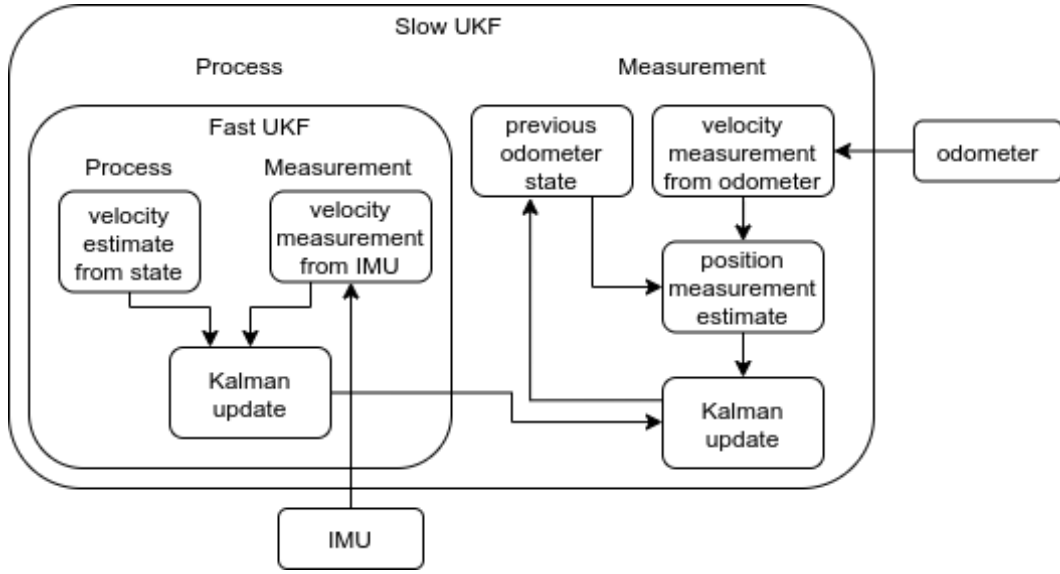 Slow UKF
Process
Measurement
Fast UKF
Process
Measurement
velocity
estimate
from state
velocity
measurement
from IMU
Kalman
update
previous
odometer
state
velocity
measurement
from odometer
odometer
position
measurement
estimate
Kalman
update
IMU